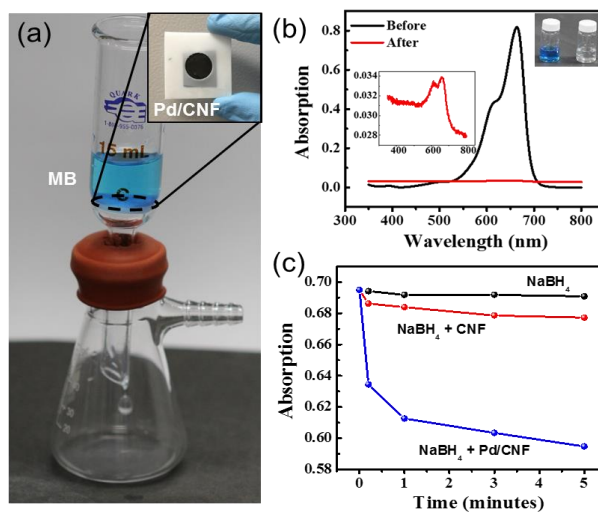 (a)
Pd/CNF
QUARK
15 mL
MB
C
(b)
Before
After
Absorption
0.8
0.6
0.4
0.2
0.0
0.034
0.031
0.028
400 600 800
300 400 500 600 700 800
Wavelength (nm)
(c)
Absorption
0.70
0.68
0.66
0.64
0.62
0.60
0.58
NaBH₄
NaBH₄ + CNF
NaBH₄ + Pd/CNF
0 1 2 3 4 5
Time (minutes)